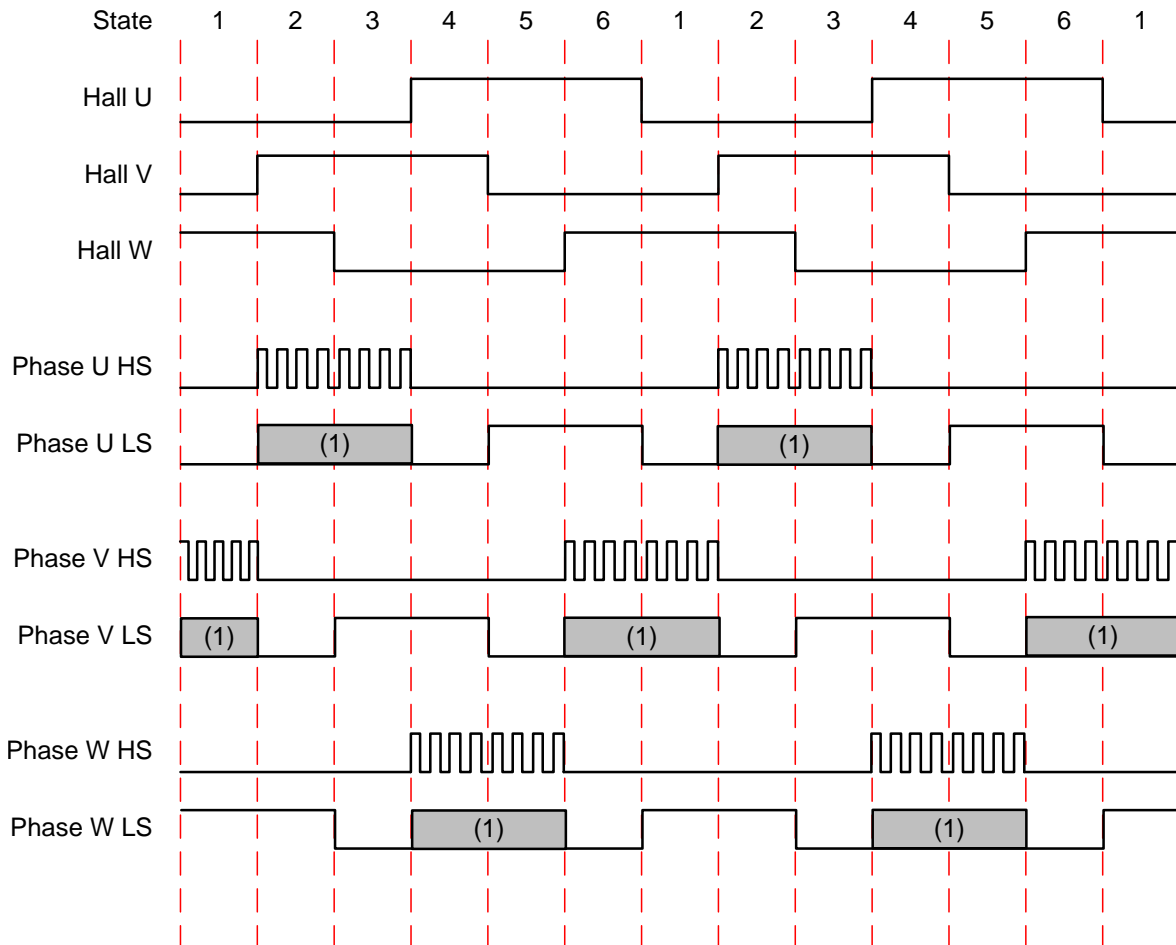 State 1 2 3 4 5 6 1 2 3 4 5 6 1
Hall U
Hall V
Hall W
Phase U HS
Phase U LS (1) (1)
Phase V HS
Phase V LS (1) (1) (1)
Phase W HS
Phase W LS (1) (1)